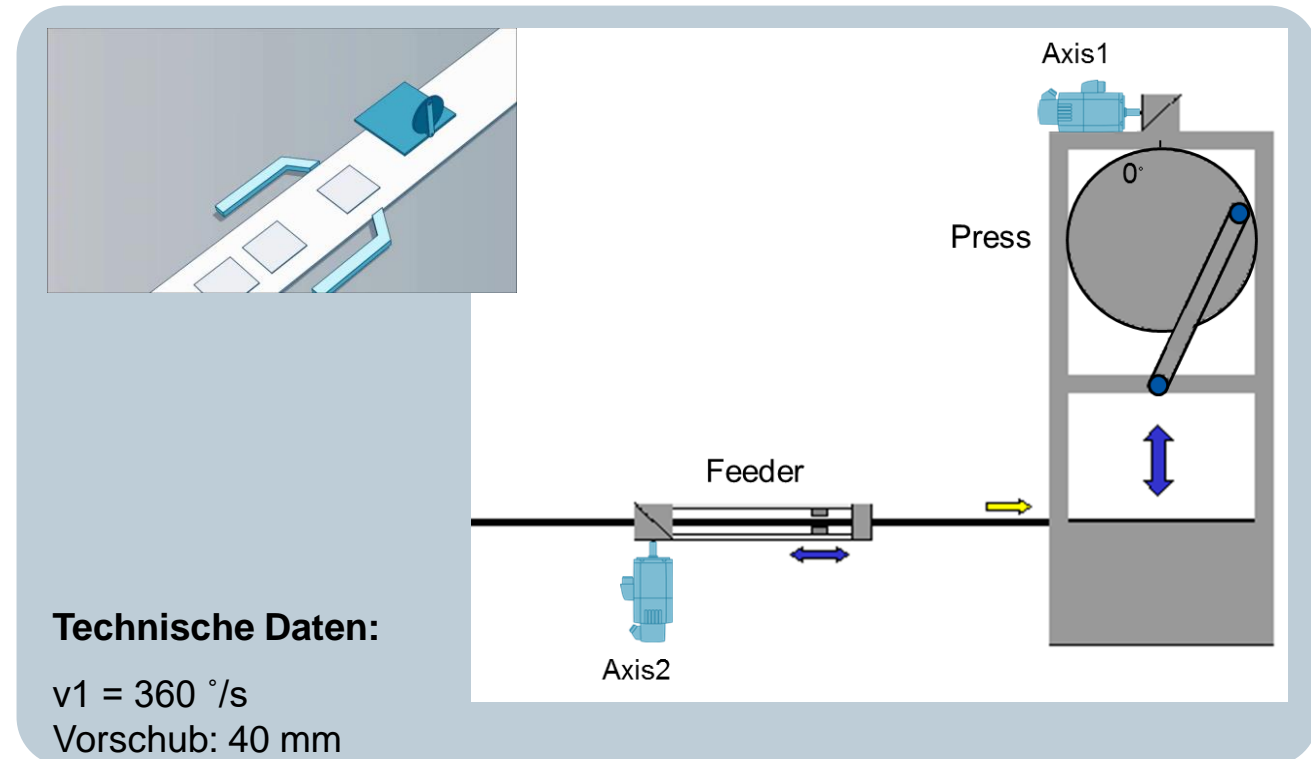 Axis1
0°
Press
Feeder
Axis2
Technische Daten:
v1 = 360 °/s
Vorschub: 40 mm